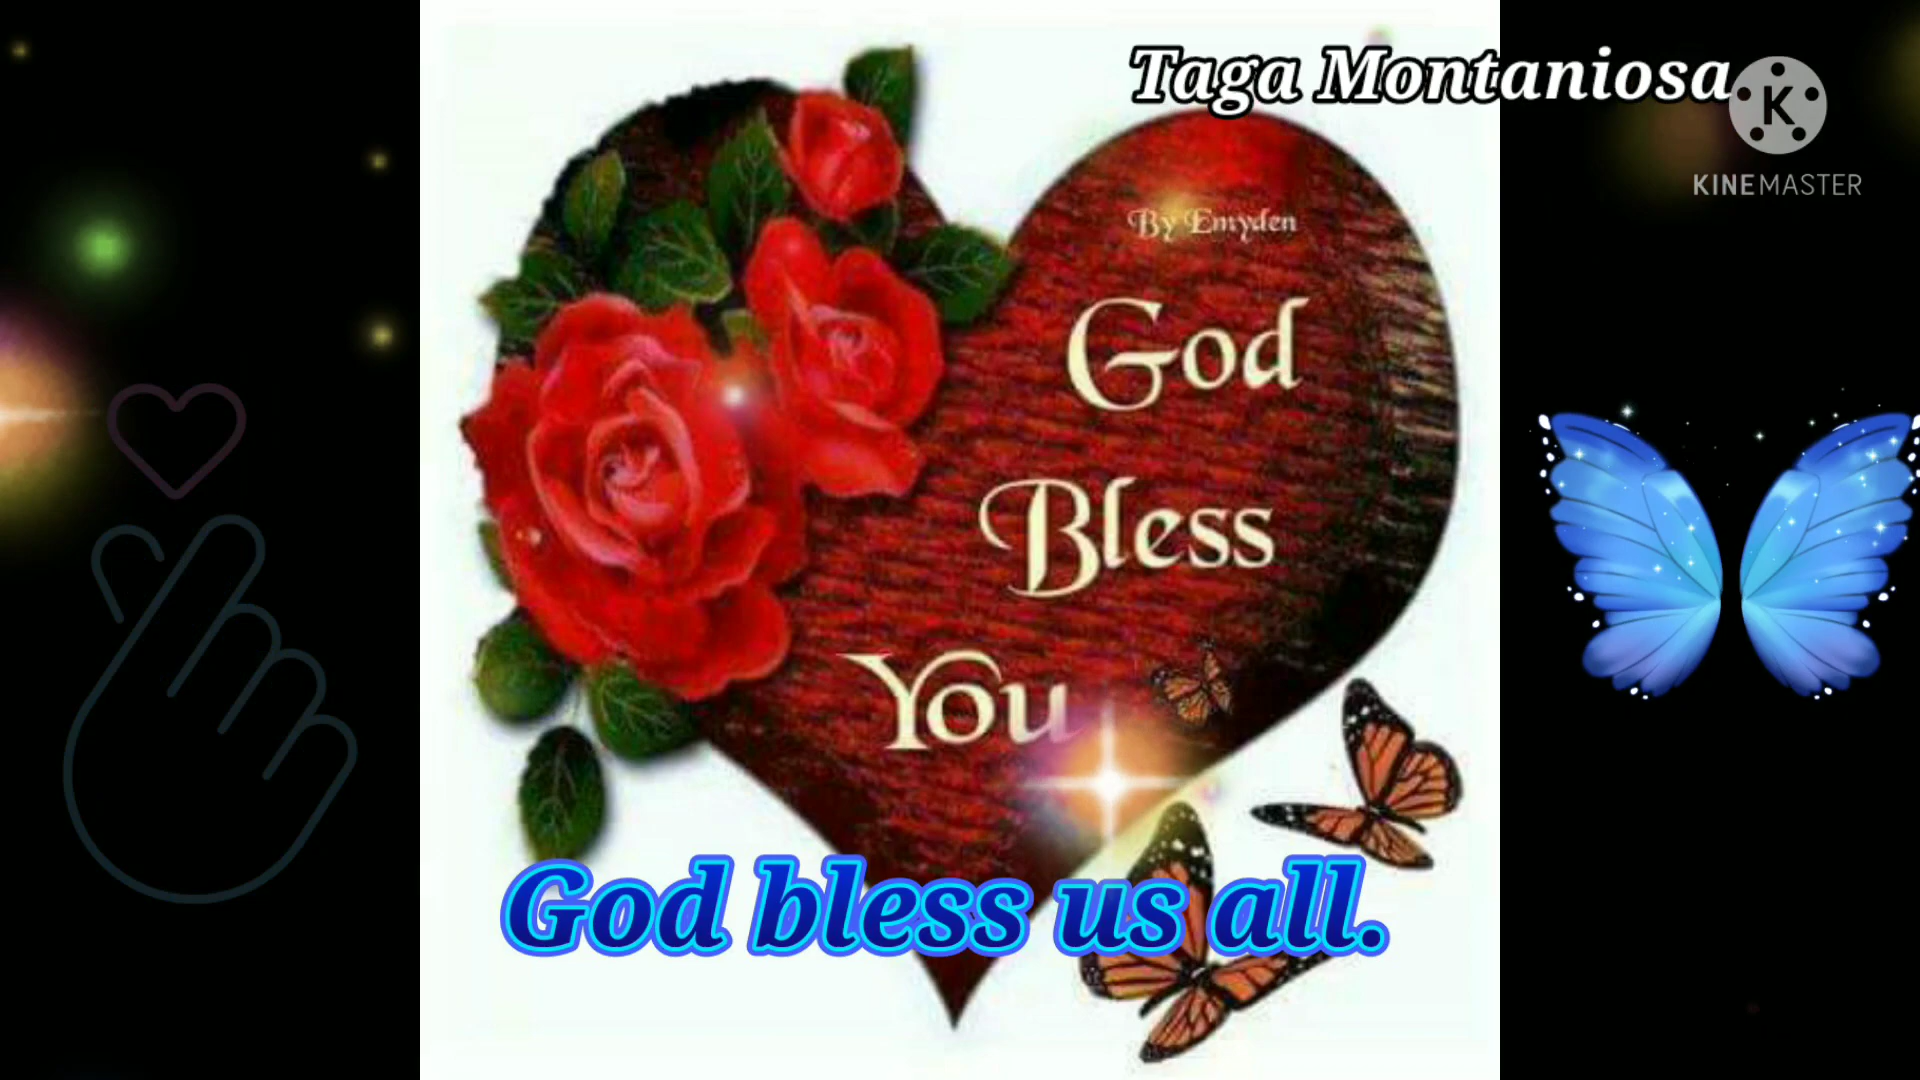 Taga Montaniosa
K
KINEMASTER
By Emyden
God
Bless
You
God bless us all.